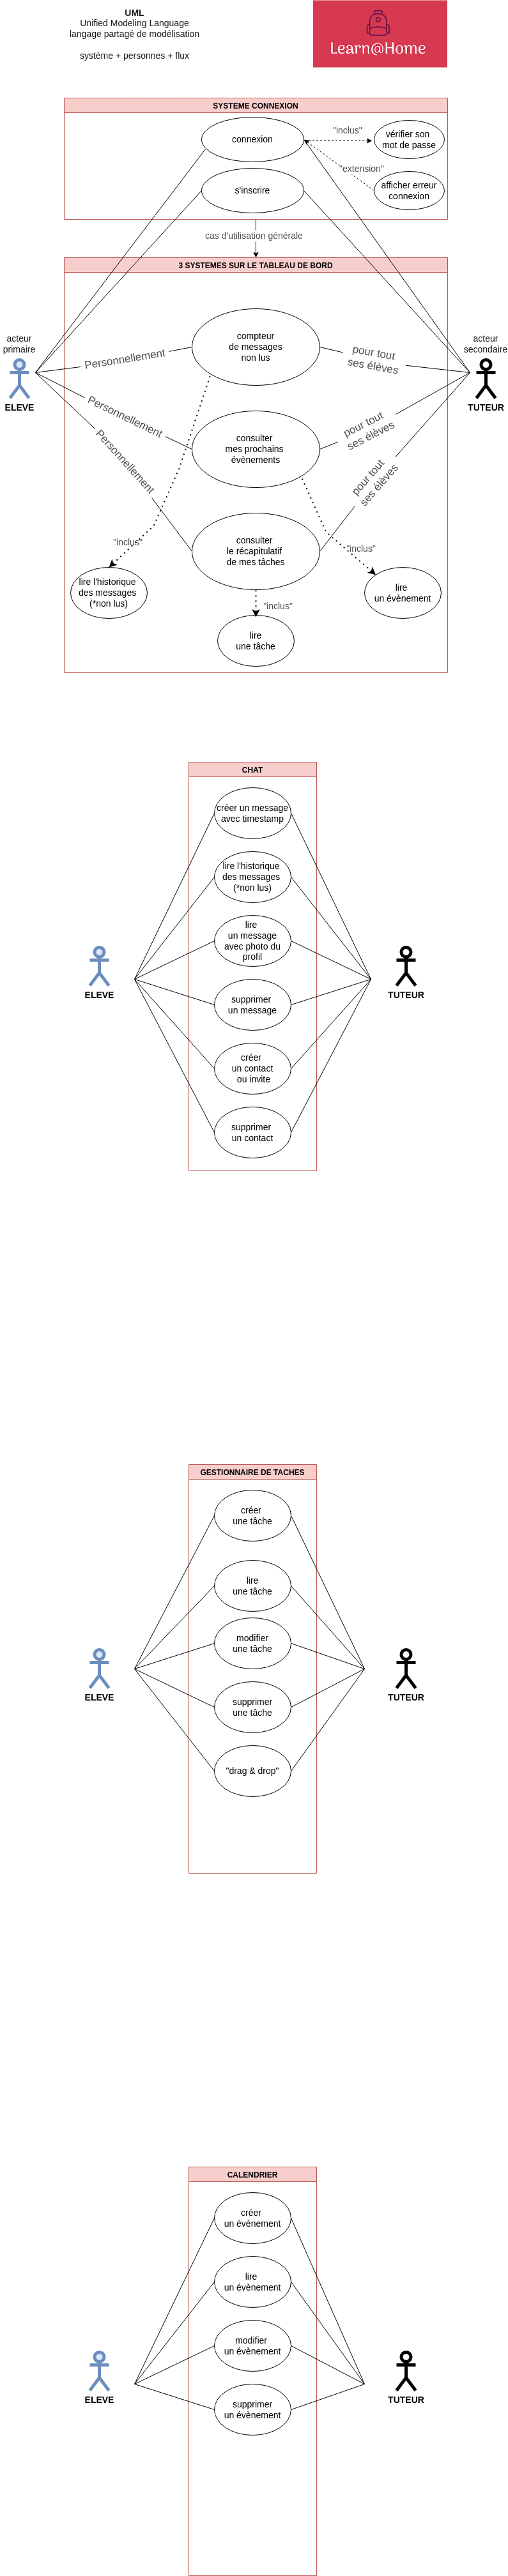 UML
Unified Modeling Language
langage partagé de modélisation
système + personnes + flux
Learn@Home
SYSTEME CONNEXION
connexion
"inclus"
vérifier son
mot de passe
"extension"
s'inscrire
afficher erreur
connexion
cas d'utilisation générale
3 SYSTEMES SUR LE TABLEAU DE BORD
acteur
primaire
ELEVE
acteur
secondaire
TUTEUR
compteur
de messages
non lus
Personnellement
pour tout
ses élèves
consulter
mes prochains
évènements
Personnellement
pour tout
ses élèves
consulter
le récapitulatif
de mes tâches
Personnellement
pour tout
ses élèves
"inclus"
"inclus"
lire l'historique
des messages
(*non lus)
"inclus"
lire
un évènement
lire
une tâche
CHAT
créer un message
avec timestamp
lire l'historique
des messages
(*non lus)
lire
un message
avec photo du
profil
ELEVE
TUTEUR
supprimer
un message
créer
un contact
ou invite
supprimer
un contact
GESTIONNAIRE DE TACHES
créer
une tâche
lire
une tâche
modifier
une tâche
ELEVE
TUTEUR
supprimer
une tâche
"drag & drop"
CALENDRIER
créer
un évènement
lire
un évènement
modifier
un évènement
ELEVE
TUTEUR
supprimer
un évènement